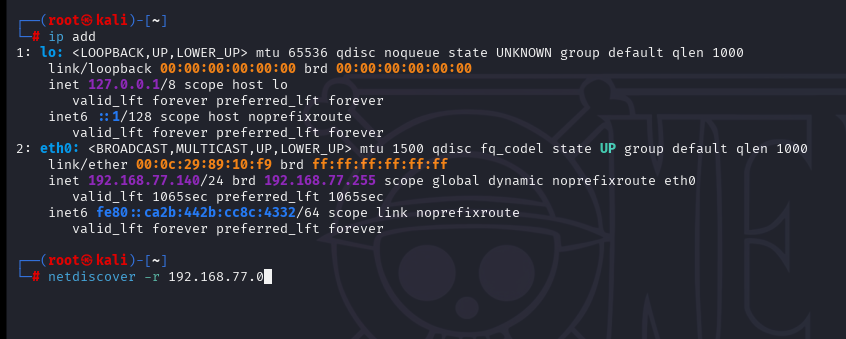 ┌──(root㉿kali)-[~]
└─# ip add
1: lo: <LOOPBACK,UP,LOWER_UP> mtu 65536 qdisc noqueue state UNKNOWN group default qlen 1000
    link/loopback 00:00:00:00:00:00 brd 00:00:00:00:00:00
    inet 127.0.0.1/8 scope host lo
       valid_lft forever preferred_lft forever
    inet6 ::1/128 scope host noprefixroute
       valid_lft forever preferred_lft forever
2: eth0: <BROADCAST,MULTICAST,UP,LOWER_UP> mtu 1500 qdisc fq_codel state UP group default qlen 1000
    link/ether 00:0c:29:89:10:f9 brd ff:ff:ff:ff:ff:ff
    inet 192.168.77.140/24 brd 192.168.77.255 scope global dynamic noprefixroute eth0
       valid_lft 1065sec preferred_lft 1065sec
    inet6 fe80::ca2b:442b:cc8c:4332/64 scope link noprefixroute
       valid_lft forever preferred_lft forever
┌──(root㉿kali)-[~]
└─# netdiscover -r 192.168.77.0